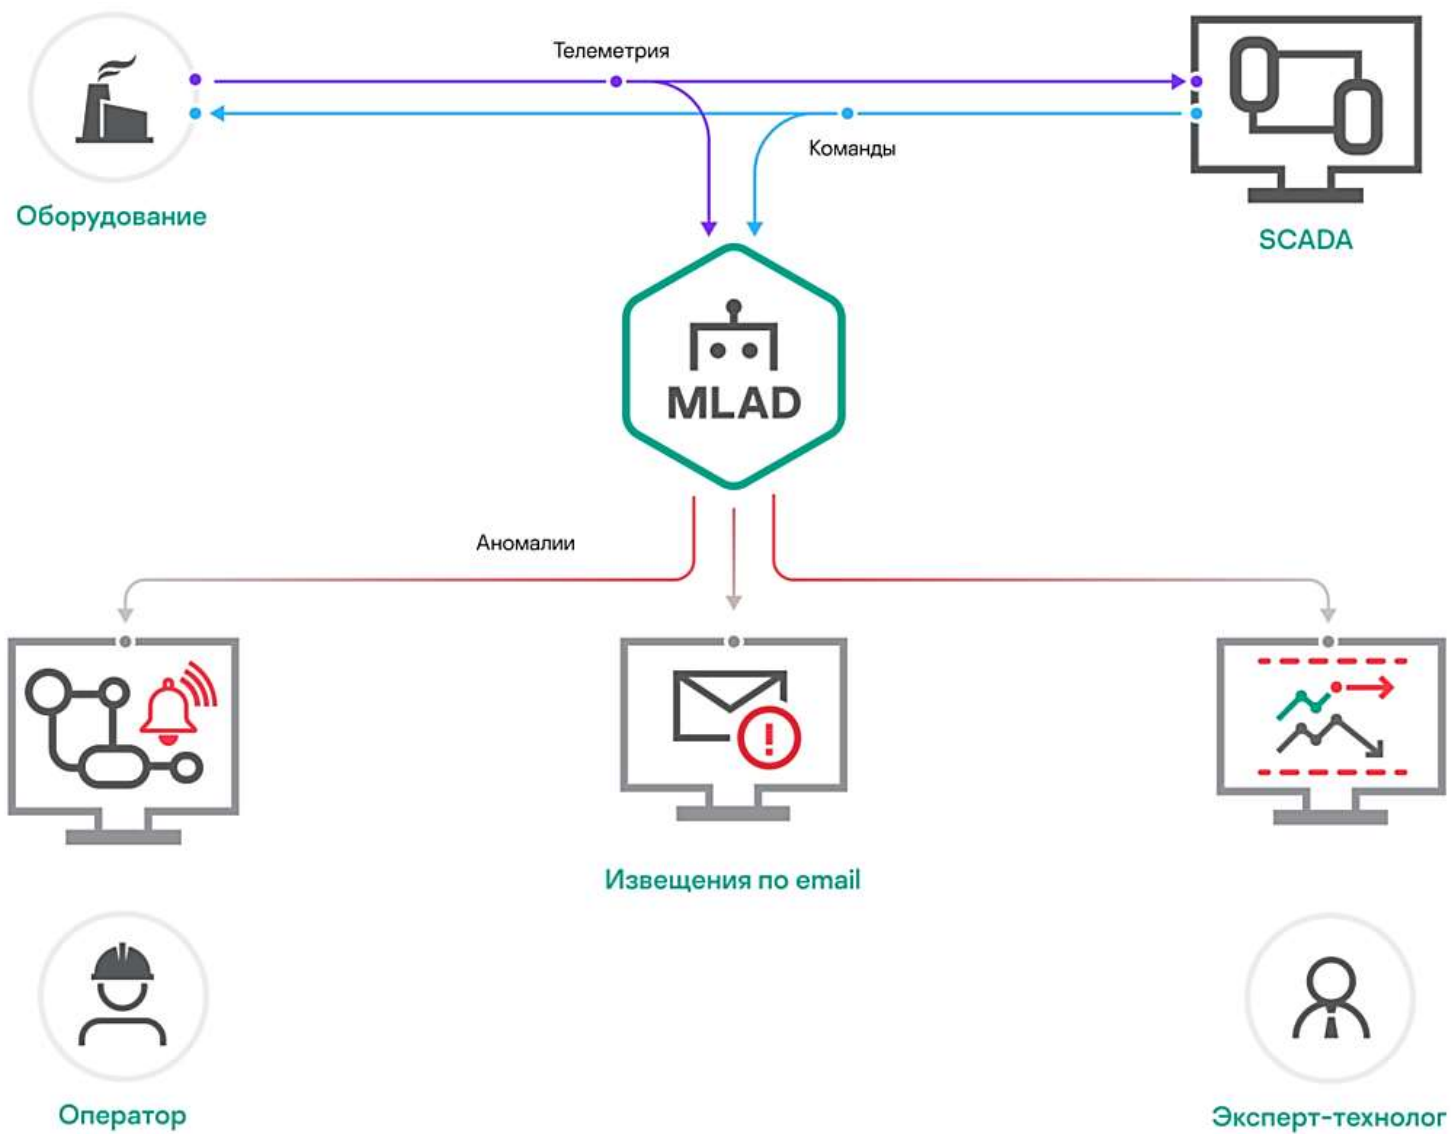 Телеметрия
Команды
Оборудование
SCADA
MLAD
Аномалии
Извещения по email
Оператор
Эксперт-технолог